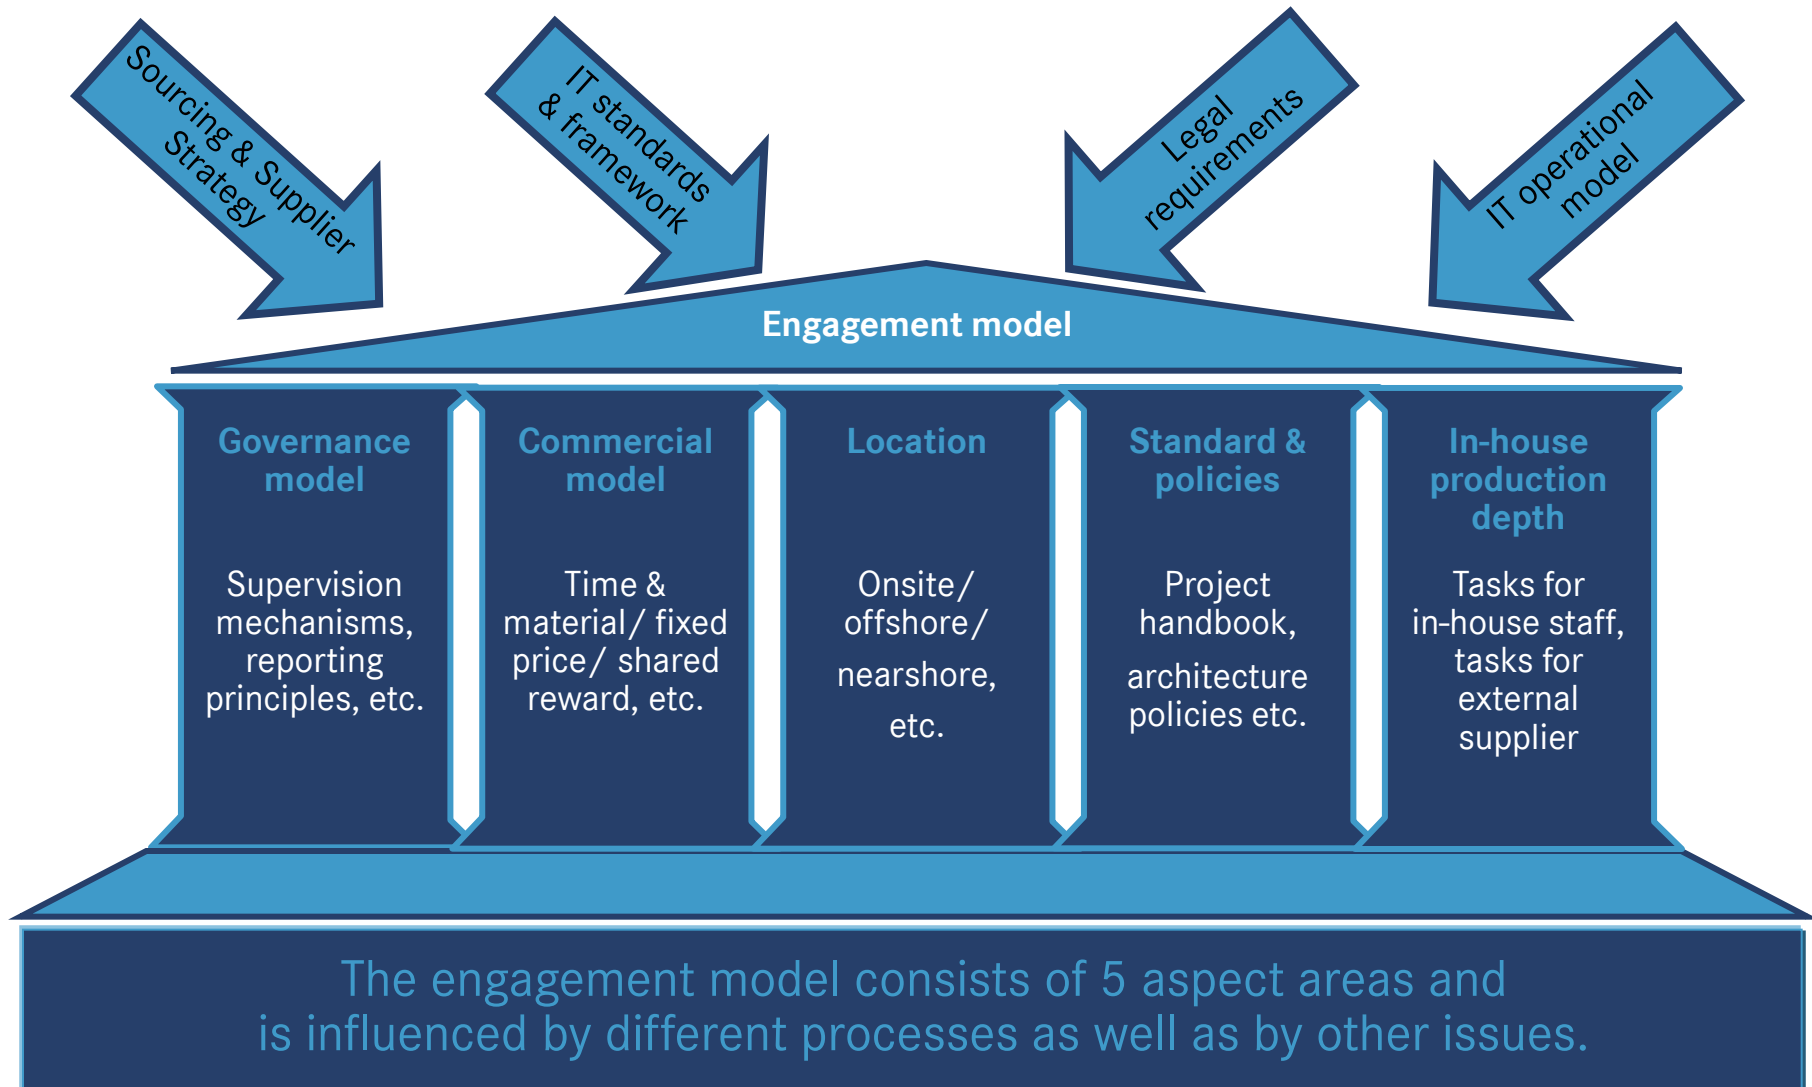 Sourcing & Supplier
Strategy
IT standards
& framework
Legal
requirements
IT operational
model
Engagement model
Governance
model
Supervision
mechanisms,
reporting
principles, etc.
Commercial
model
Time &
material/ fixed
price/ shared
reward, etc.
Location
Onsite/
offshore/
nearshore,
etc.
Standard &
policies
Project
handbook,
architecture
policies etc.
In-house
production
depth
Tasks for
in-house staff,
tasks for
external
supplier
The engagement model consists of 5 aspect areas and
is influenced by different processes as well as by other issues.